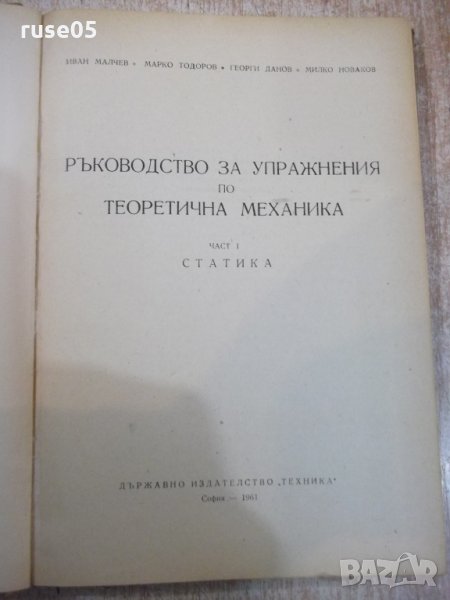 ruse05
ИВАН МАЛЧЕВ • МАРКО ТОДОРОВ • ГЕОРГИ ДАНОВ • МИЛКО НОВАКОВ
РЪКОВОДСТВО ЗА УПРАЖНЕНИЯ
ПО
ТЕОРЕТИЧНА МЕХАНИКА
ЧАСТ I
СТАТИКА
ДЪРЖАВНО ИЗДАТЕЛСТВО „ТЕХНИКА"
София — 1961
BAZAR